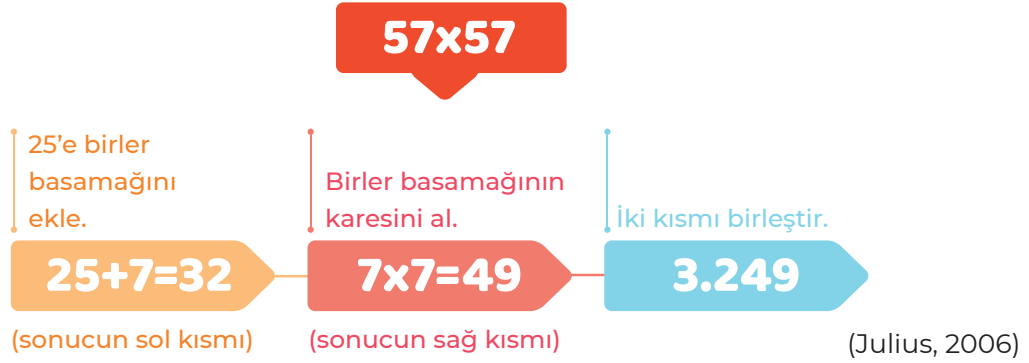 57x57
25’e birler
basamağını
ekle.
25+7=32
(sonucun sol kısmı)
Birler basamağının
karesini al.
7x7=49
(sonucun sağ kısmı)
İki kısmı birleştir.
3.249
(Julius, 2006)